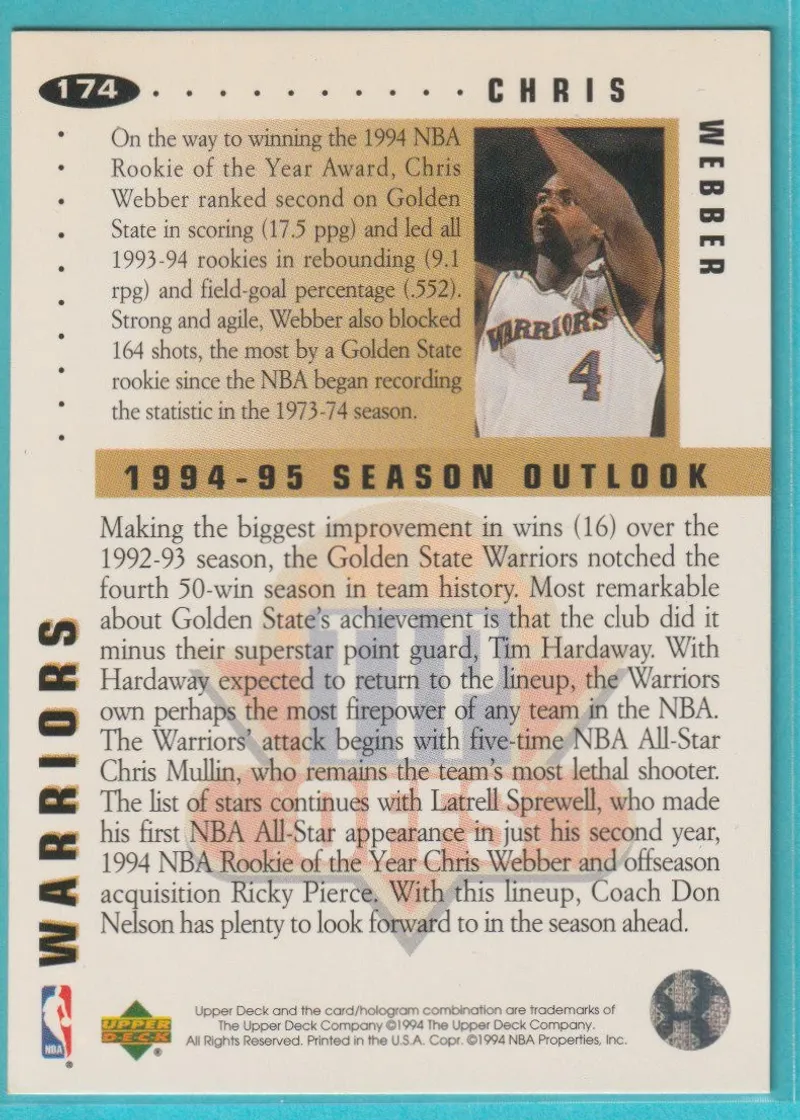 174
CHRIS
WEBBER
On the way to winning the 1994 NBA
Rookie of the Year Award, Chris
Webber ranked second on Golden
State in scoring (17.5 ppg) and led all
1993-94 rookies in rebounding (9.1
rpg) and field-goal percentage (.552).
Strong and agile, Webber also blocked
164 shots, the most by a Golden State
rookie since the NBA began recording
the statistic in the 1973-74 season.
WARRIORS
4
1994-95 SEASON OUTLOOK
Making the biggest improvement in wins (16) over the
1992-93 season, the Golden State Warriors notched the
fourth 50-win season in team history. Most remarkable
about Golden State's achievement is that the club did it
minus their superstar point guard, Tim Hardaway. With
Hardaway expected to return to the lineup, the Warriors
own perhaps the most firepower of any team in the NBA.
The Warriors' attack begins with five-time NBA All-Star
Chris Mullin, who remains the team's most lethal shooter.
The list of stars continues with Latrell Sprewell, who made
his first NBA All-Star appearance in just his second year,
1994 NBA Rookie of the Year Chris Webber and offseason
acquisition Ricky Pierce. With this lineup, Coach Don
Nelson has plenty to look forward to in the season ahead.
TIP
OFFS
WARRIORS
NBA
®
UPPER
DECK
®
Upper Deck and the card/hologram combination are trademarks of
The Upper Deck Company ©1994 The Upper Deck Company.
All Rights Reserved. Printed in the U.S.A. Copr. ©1994 NBA Properties, Inc.